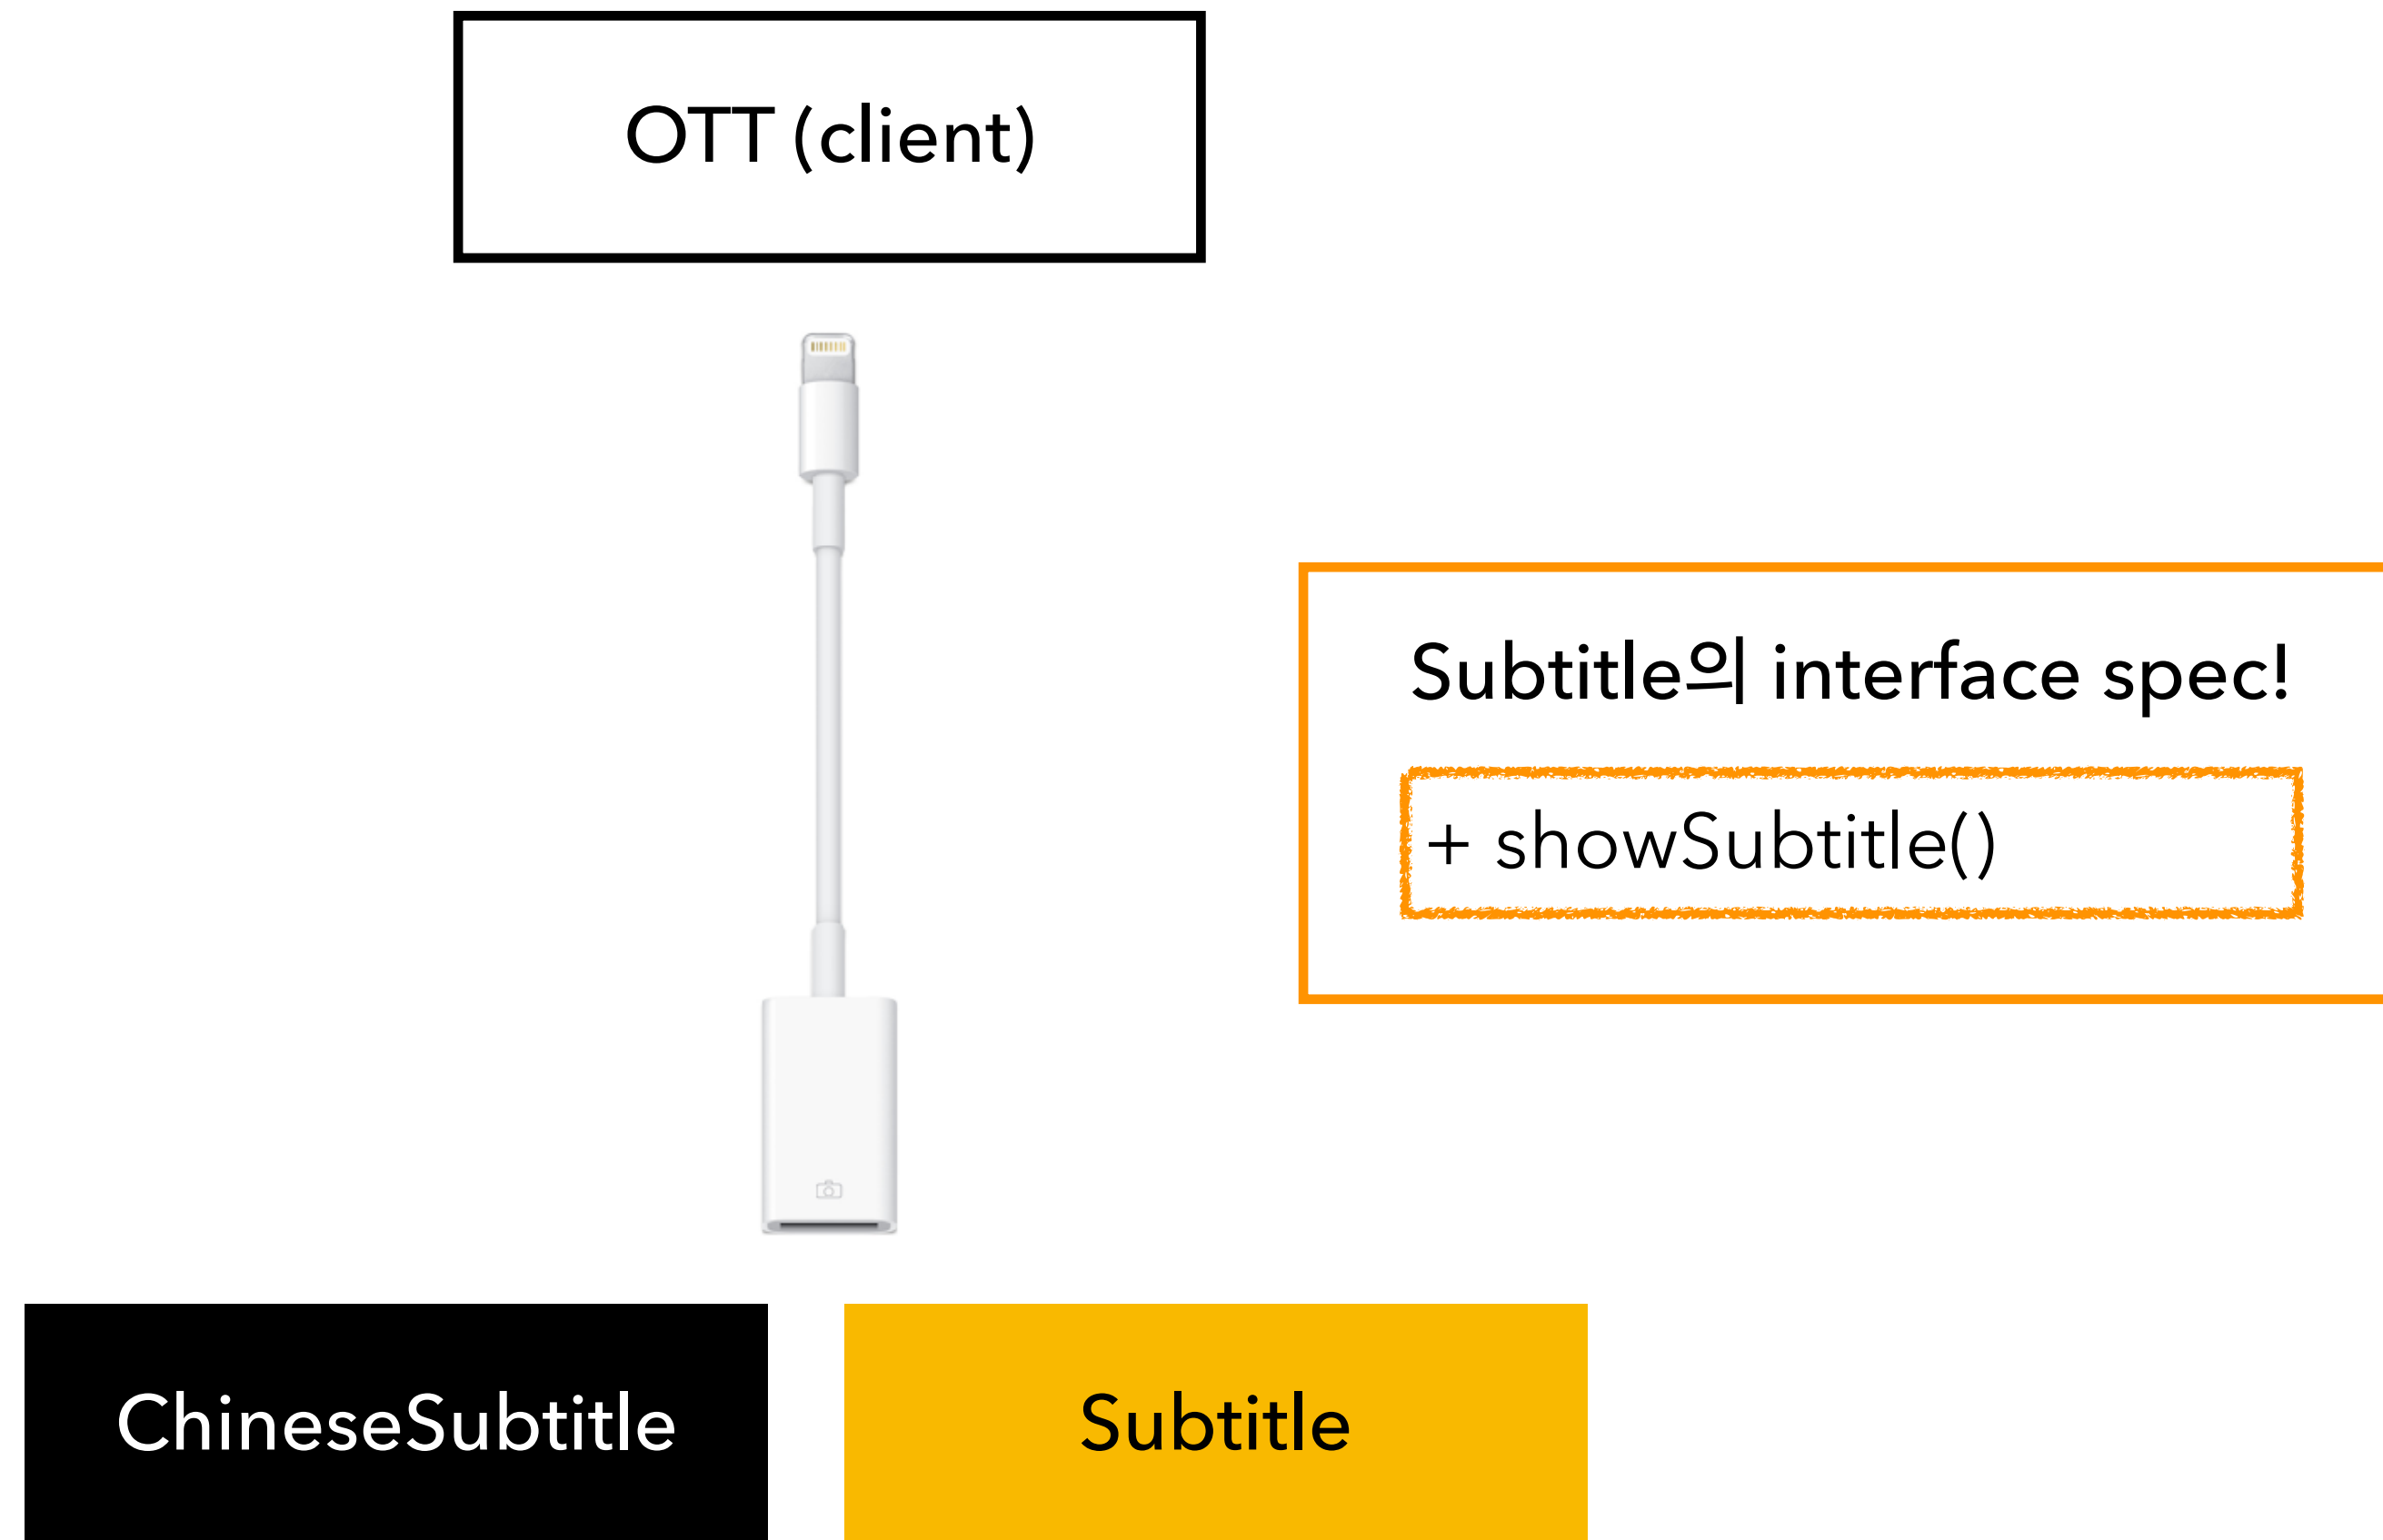 OTT (client)
Subtitle의 interface spec!
+ showSubtitle()
ChineseSubtitle
Subtitle